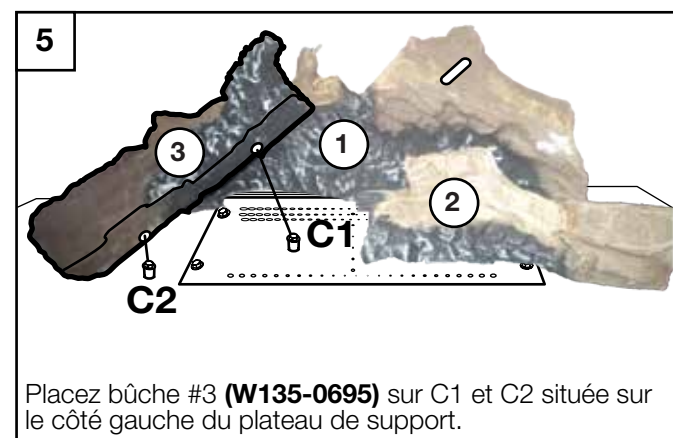 5
3
1
2
C1
C2
Placez bûche #3 (W135-0695) sur C1 et C2 située sur
le côté gauche du plateau de support.